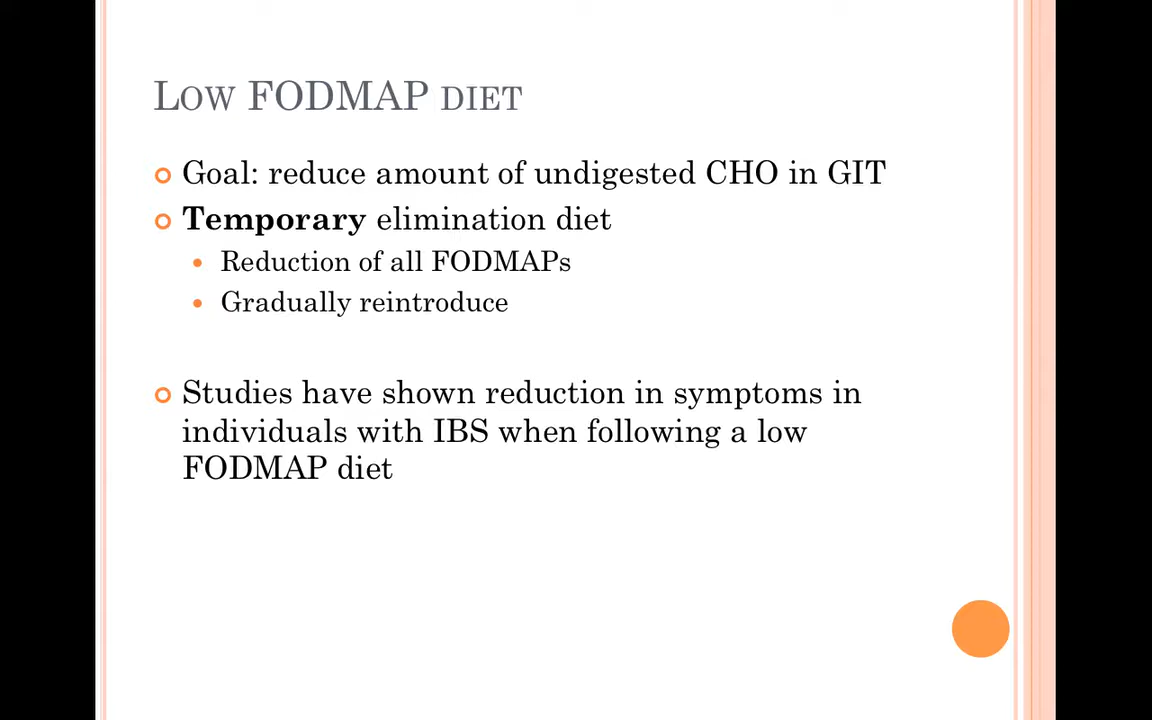 Low FODMAP diet
Goal: reduce amount of undigested CHO in GIT
Temporary elimination diet
Reduction of all FODMAPs
Gradually reintroduce
Studies have shown reduction in symptoms in
individuals with IBS when following a low
FODMAP diet